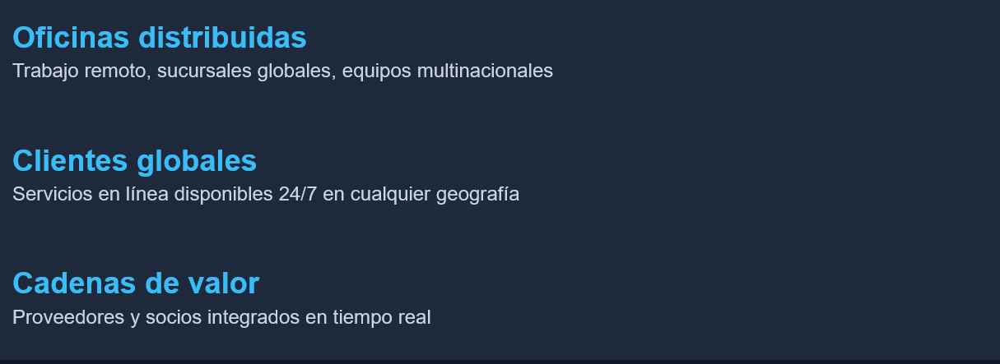 Oficinas distribuidas
Trabajo remoto, sucursales globales, equipos multinacionales
Clientes globales
Servicios en línea disponibles 24/7 en cualquier geografía
Cadenas de valor
Proveedores y socios integrados en tiempo real